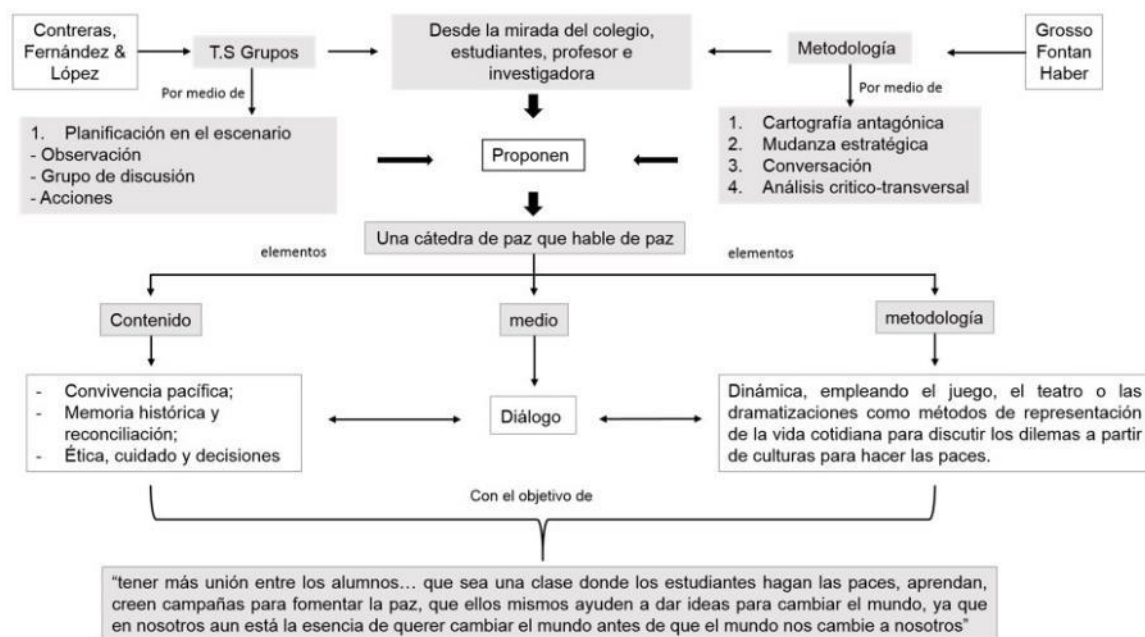 Contreras,
Fernández &
López
T.S Grupos
Desde la mirada del colegio,
estudiantes, profesor e
investigadora
Metodología
Grosso
Fontan
Haber
Por medio de
Por medio de
1. Planificación en el escenario
- Observación
- Grupo de discusión
- Acciones
Proponen
1. Cartografía antagónica
2. Mudanza estratégica
3. Conversación
4. Análisis critico-transversal
Una cátedra de paz que hable de paz
elementos
elementos
Contenido
medio
metodología
- Convivencia pacífica;
- Memoria histórica y
reconciliación;
- Ética, cuidado y decisiones
Diálogo
Dinámica, empleando el juego, el teatro o las
dramatizaciones como métodos de representación
de la vida cotidiana para discutir los dilemas a partir
de culturas para hacer las paces.
Con el objetivo de
“tener más unión entre los alumnos… que sea una clase donde los estudiantes hagan las paces, aprendan,
creen campañas para fomentar la paz, que ellos mismos ayuden a dar ideas para cambiar el mundo, ya que
en nosotros aun está la esencia de querer cambiar el mundo antes de que el mundo nos cambie a nosotros”